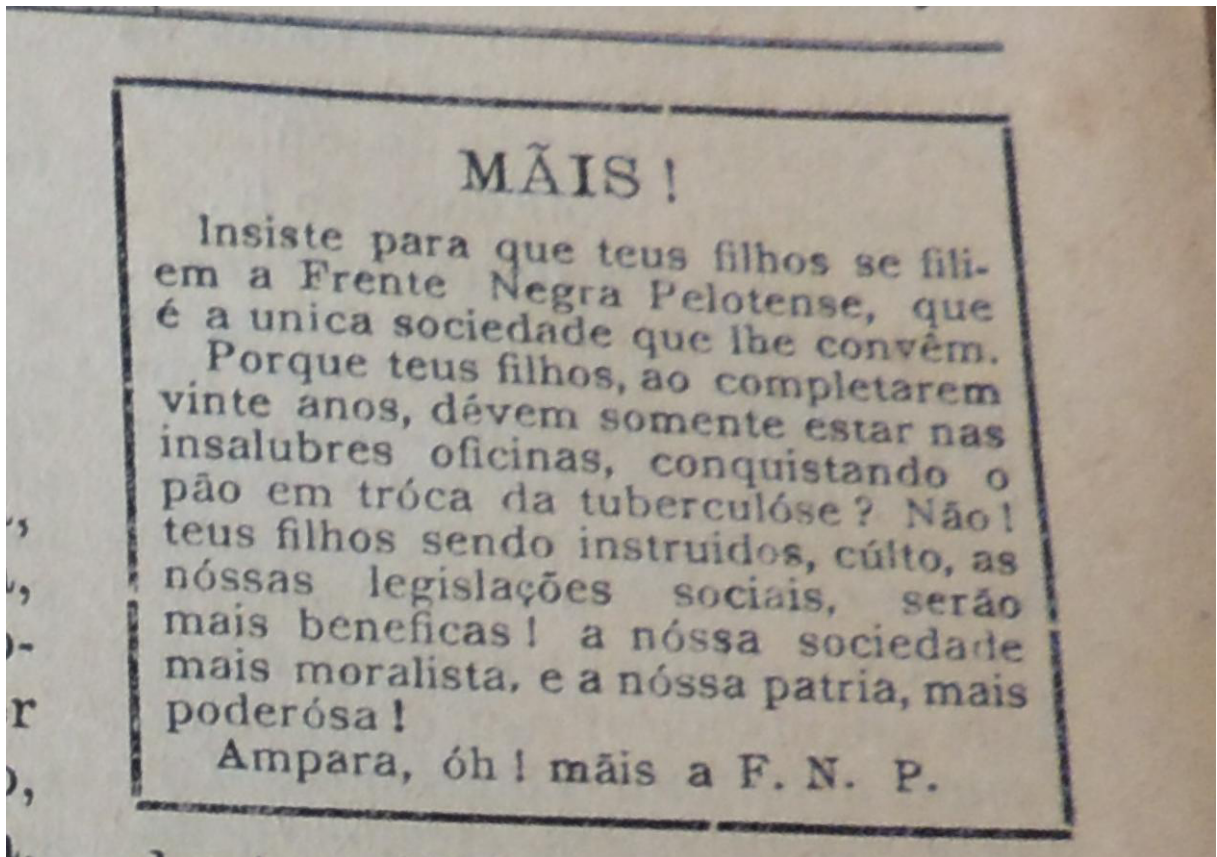 MÃIS !
Insiste para que teus filhos se fili-
em a Frente Negra Pelotense, que
é a unica sociedade que lhe convêm.
Porque teus filhos, ao completarem
vinte anos, dévem somente estar nas
insalubres oficinas, conquistando o
pão em tróca da tuberculóse ? Não !
teus filhos sendo instruidos, cúlto, as
nóssas legislações sociais, serão
mais beneficas ! a nóssa sociedade
mais moralista, e a nóssa patria, mais
poderósa !
Ampara, óh ! mãis a F. N. P.